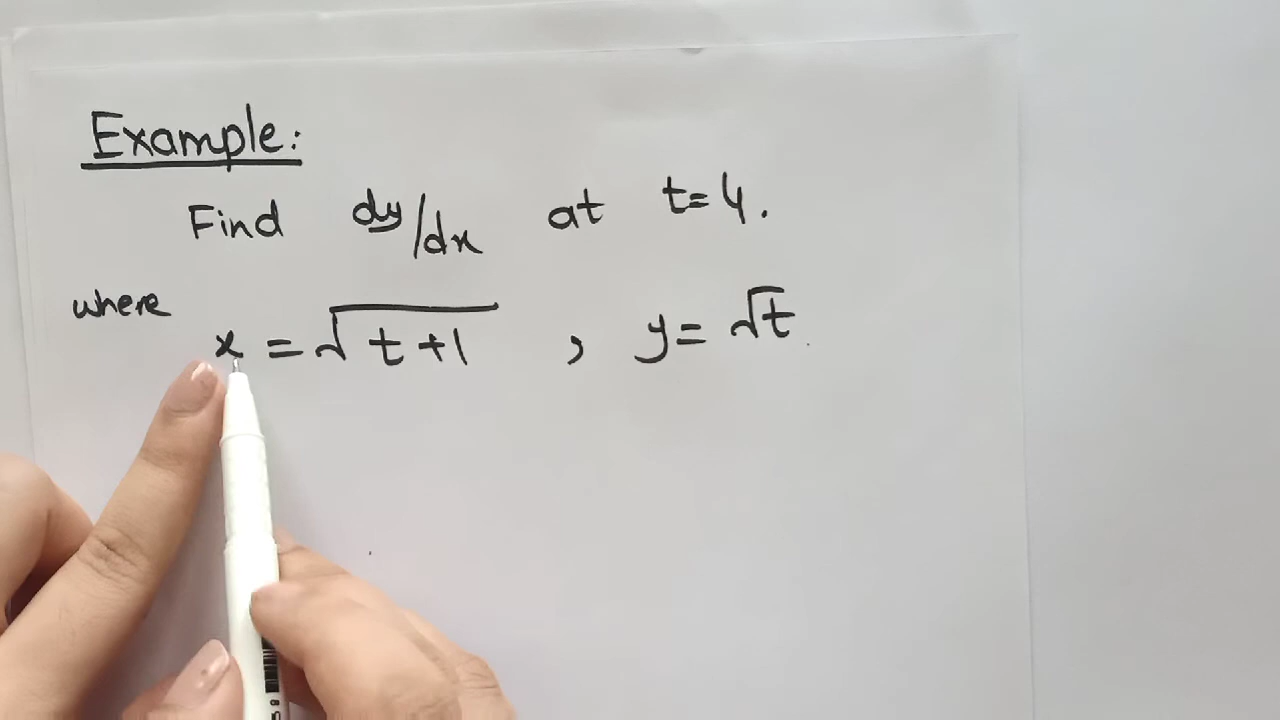 Example:
Find dy/dx at t=4.
where
x = √t+1 , y = √t